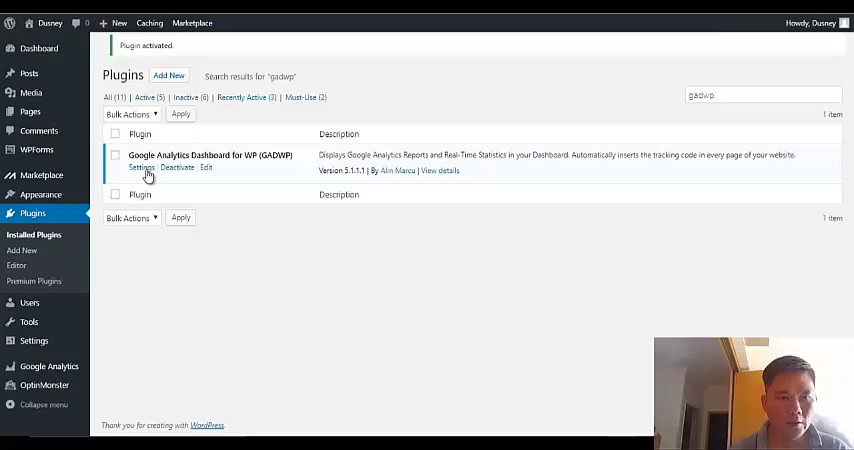 Dusney 0 + New Caching Marketplace Howdy, Dusney
Dashboard
Posts
Media
Pages
Comments
WPForms
Marketplace
Appearance
Plugins
Installed Plugins
Add New
Editor
Premium Plugins
Users
Tools
Settings
Google Analytics
OptinMonster
Collapse menu
Plugin activated.
Plugins Add New Search results for "gadwp"
All (11) | Active (5) | Inactive (6) | Recently Active (3) | Must-Use (2)
gadwp
Bulk Actions Apply 1 item
Plugin Description
Google Analytics Dashboard for WP (GADWP) Displays Google Analytics Reports and Real-Time Statistics in your Dashboard. Automatically inserts the tracking code in every page of your website.
Settings | Deactivate | Edit Version 5.1.1.1 | By Alin Marcu | View details
Plugin Description
Bulk Actions Apply 1 item
Thank you for creating with WordPress.